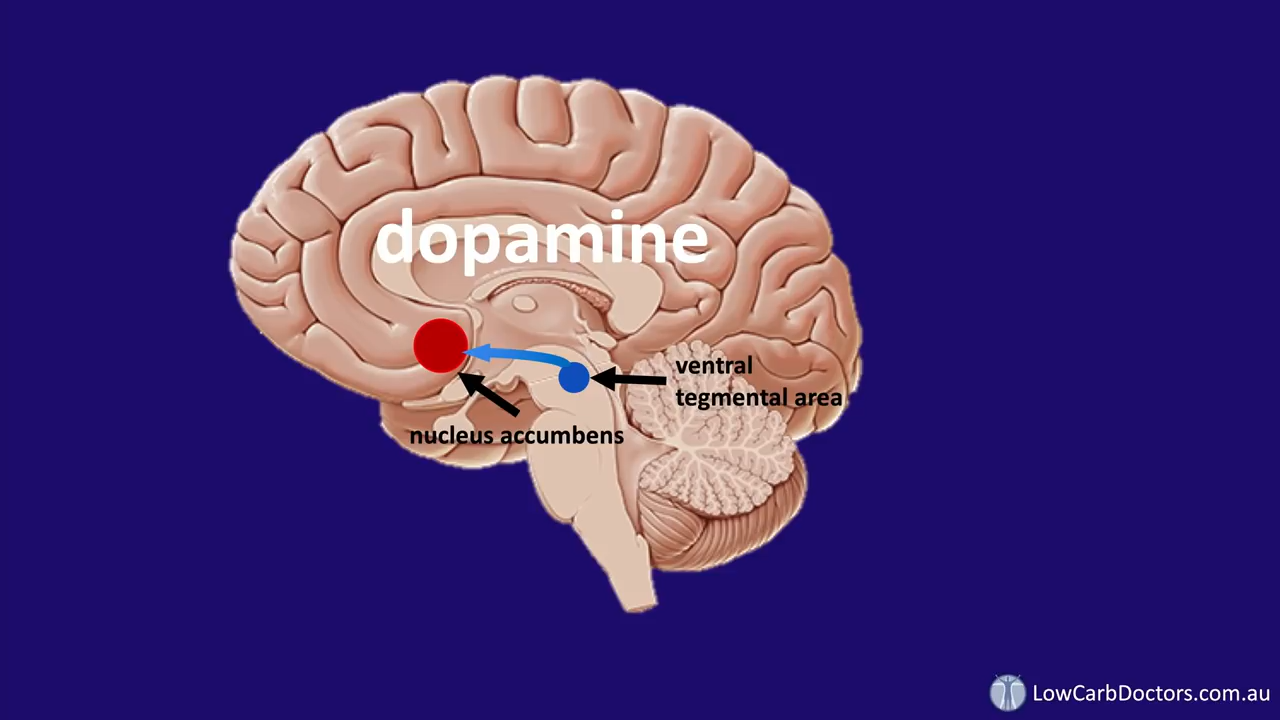 dopamine
ventral
tegmental area
nucleus accumbens
LowCarbDoctors.com.au